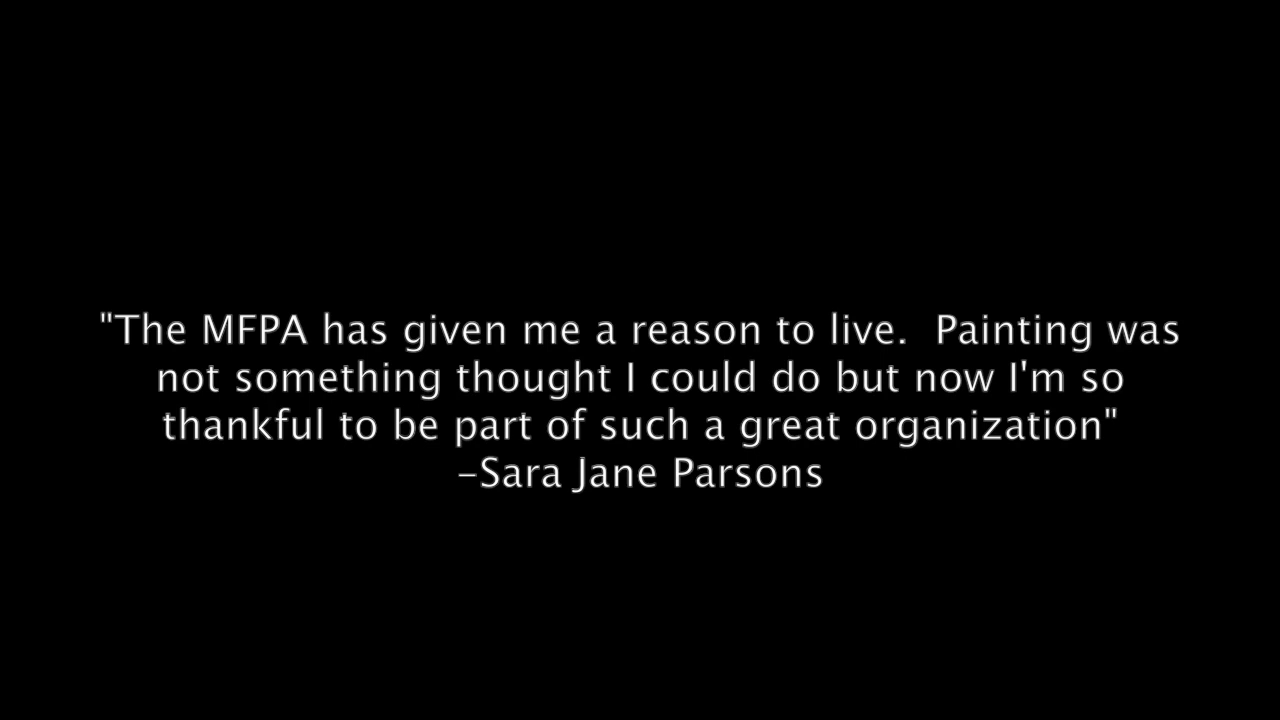 "The MFPA has given me a reason to live.  Painting was
not something thought I could do but now I'm so
thankful to be part of such a great organization"
–Sara Jane Parsons